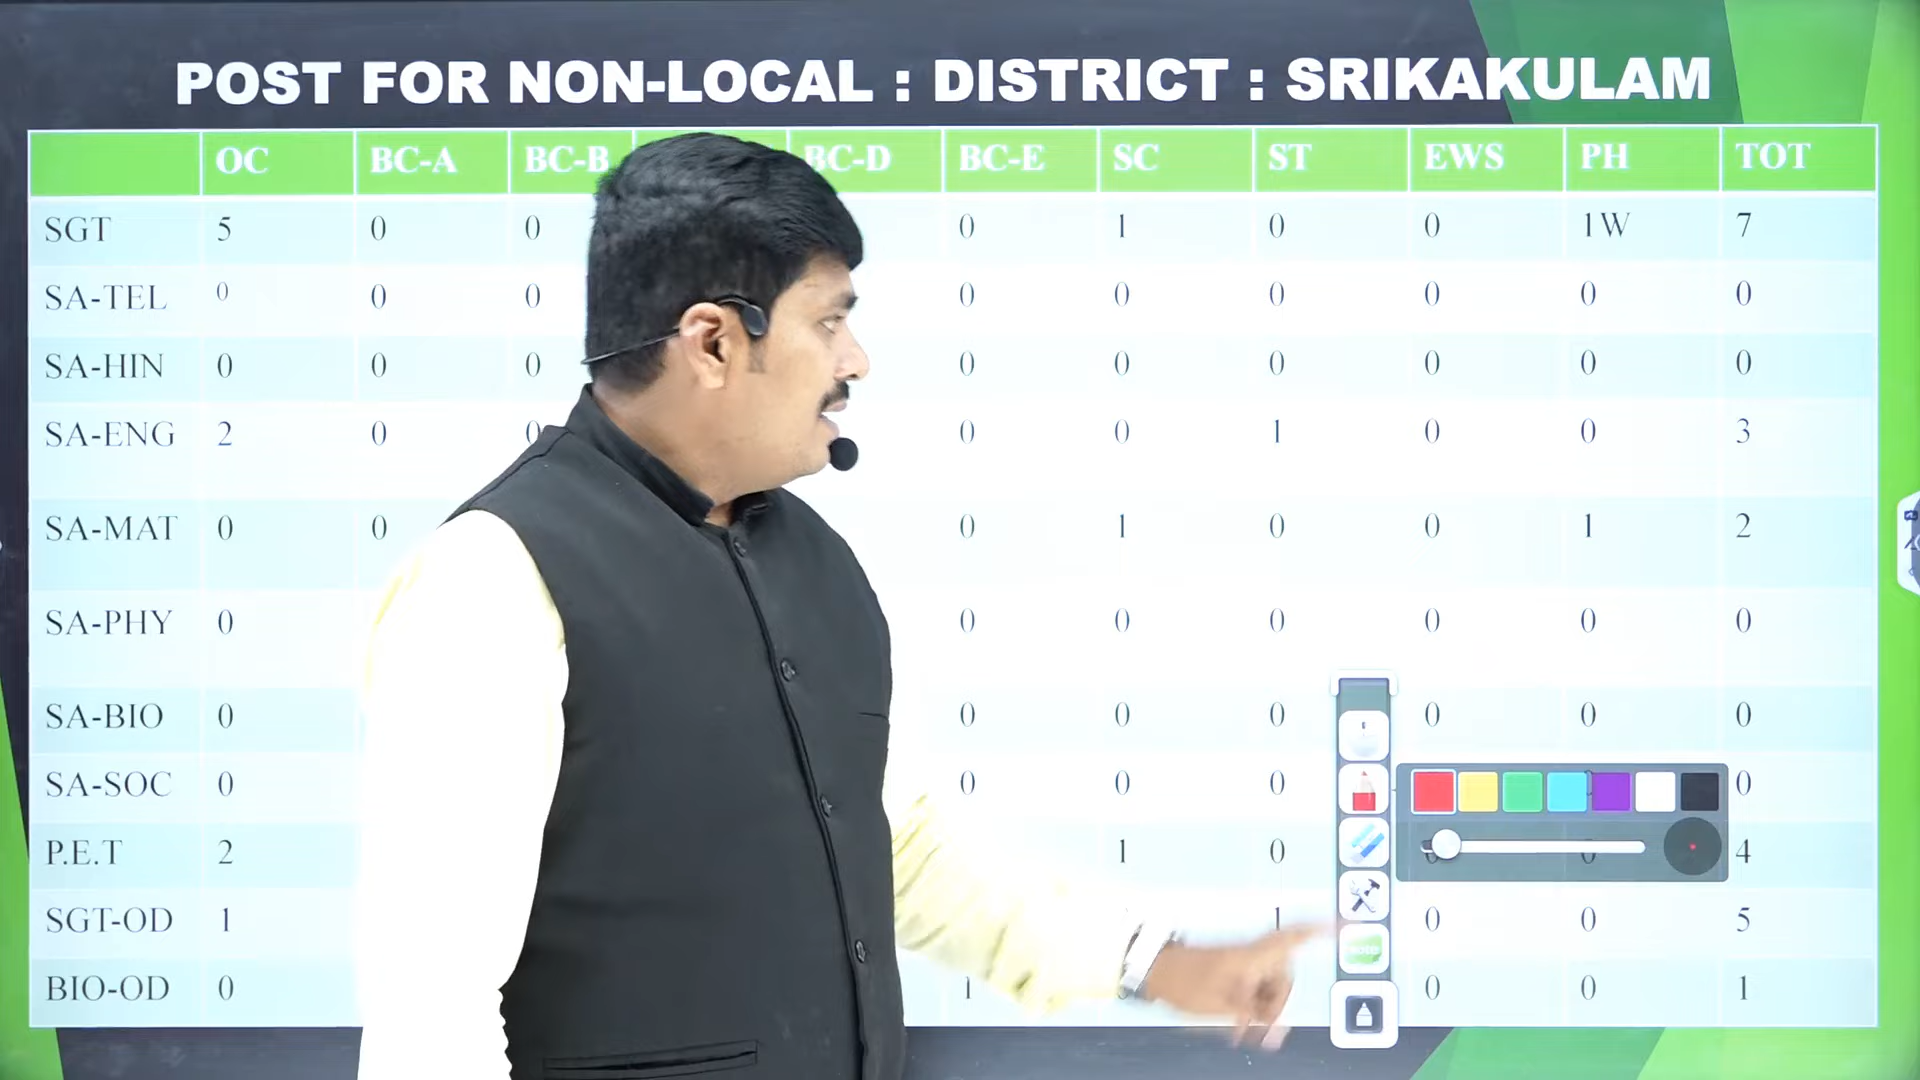 POST FOR NON-LOCAL : DISTRICT : SRIKAKULAM
OC BC-A BC-B BC-D BC-E SC ST EWS PH TOT
SGT 5 0 0 0 1 0 0 1W 7
SA-TEL 0 0 0 0 0 0 0 0 0
SA-HIN 0 0 0 0 0 0 0 0 0
SA-ENG 2 0 0 0 0 1 0 0 3
SA-MAT 0 0 0 1 0 0 1 2
SA-PHY 0 0 0 0 0 0 0
SA-BIO 0 0 0 0 0 0 0
SA-SOC 0 0 0 0 0
P.E.T 2 1 0 4
SGT-OD 1 1 0 0 5
BIO-OD 0 1 0 0 1